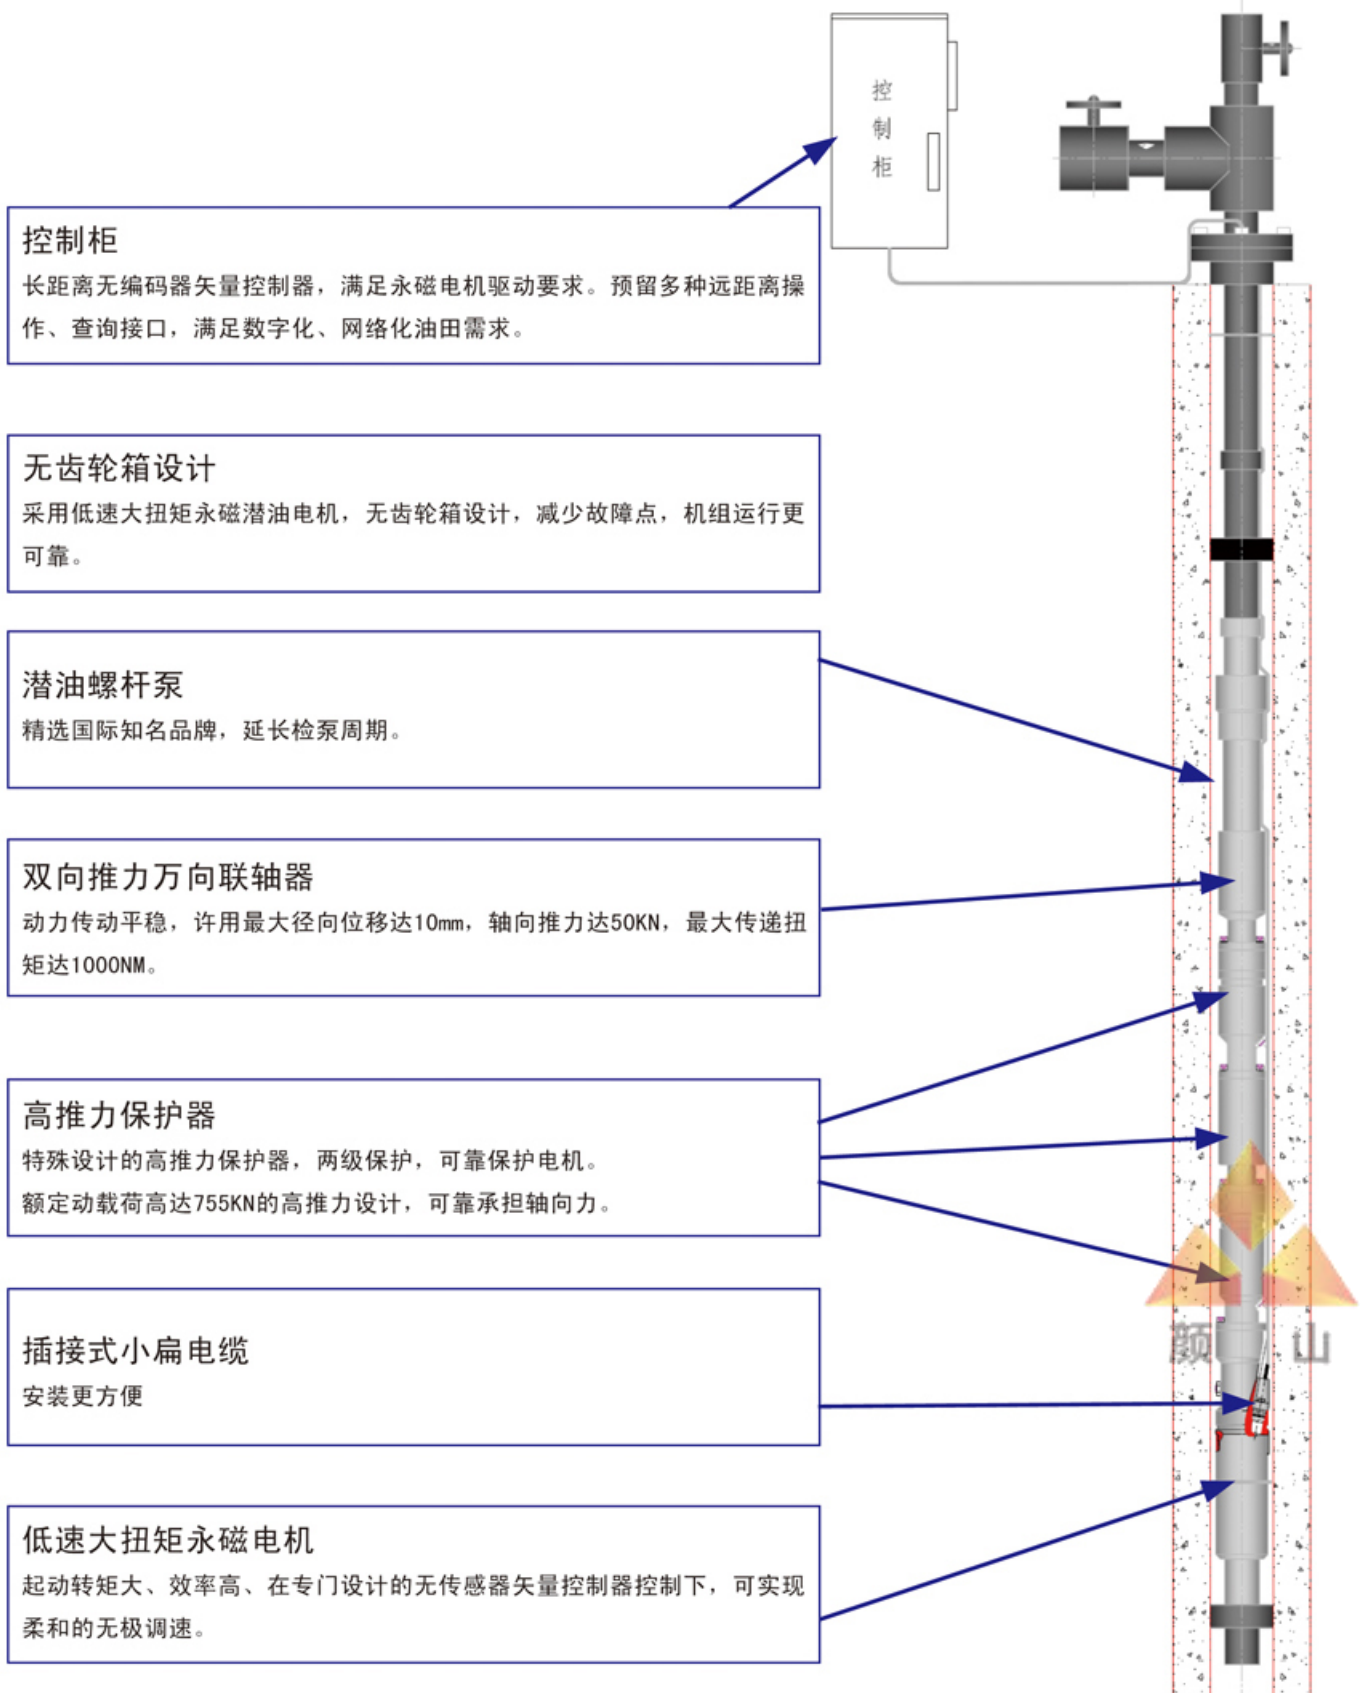 控
制
柜
控制柜
长距离无编码器矢量控制器，满足永磁电机驱动要求。预留多种远距离操
作、查询接口，满足数字化、网络化油田需求。
无齿轮箱设计
采用低速大扭矩永磁潜油电机，无齿轮箱设计，减少故障点，机组运行更
可靠。
潜油螺杆泵
精选国际知名品牌，延长检泵周期。
双向推力万向联轴器
动力传动平稳，许用最大径向位移达10mm，轴向推力达50KN，最大传递扭
矩达1000NM。
高推力保护器
特殊设计的高推力保护器，两级保护，可靠保护电机。
额定动载荷高达755KN的高推力设计，可靠承担轴向力。
颜 山
插接式小扁电缆
安装更方便
低速大扭矩永磁电机
起动转矩大、效率高、在专门设计的无传感器矢量控制器控制下，可实现
柔和的无极调速。